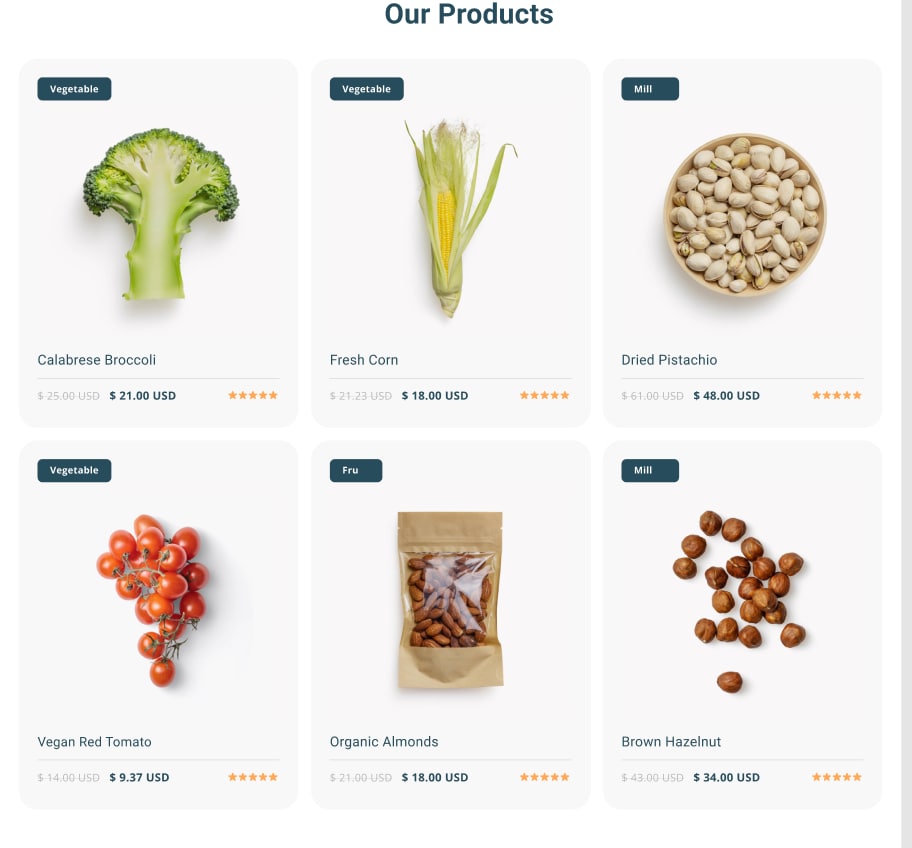 Our Products
Vegetable
Calabrese Broccoli
$ 25.00 USD $ 21.00 USD
Vegetable
Fresh Corn
$ 21.23 USD $ 18.00 USD
Mill
Dried Pistachio
$ 61.00 USD $ 48.00 USD
Vegetable
Vegan Red Tomato
$ 14.00 USD $ 9.37 USD
Fru
Organic Almonds
$ 21.00 USD $ 18.00 USD
Mill
Brown Hazelnut
$ 43.00 USD $ 34.00 USD